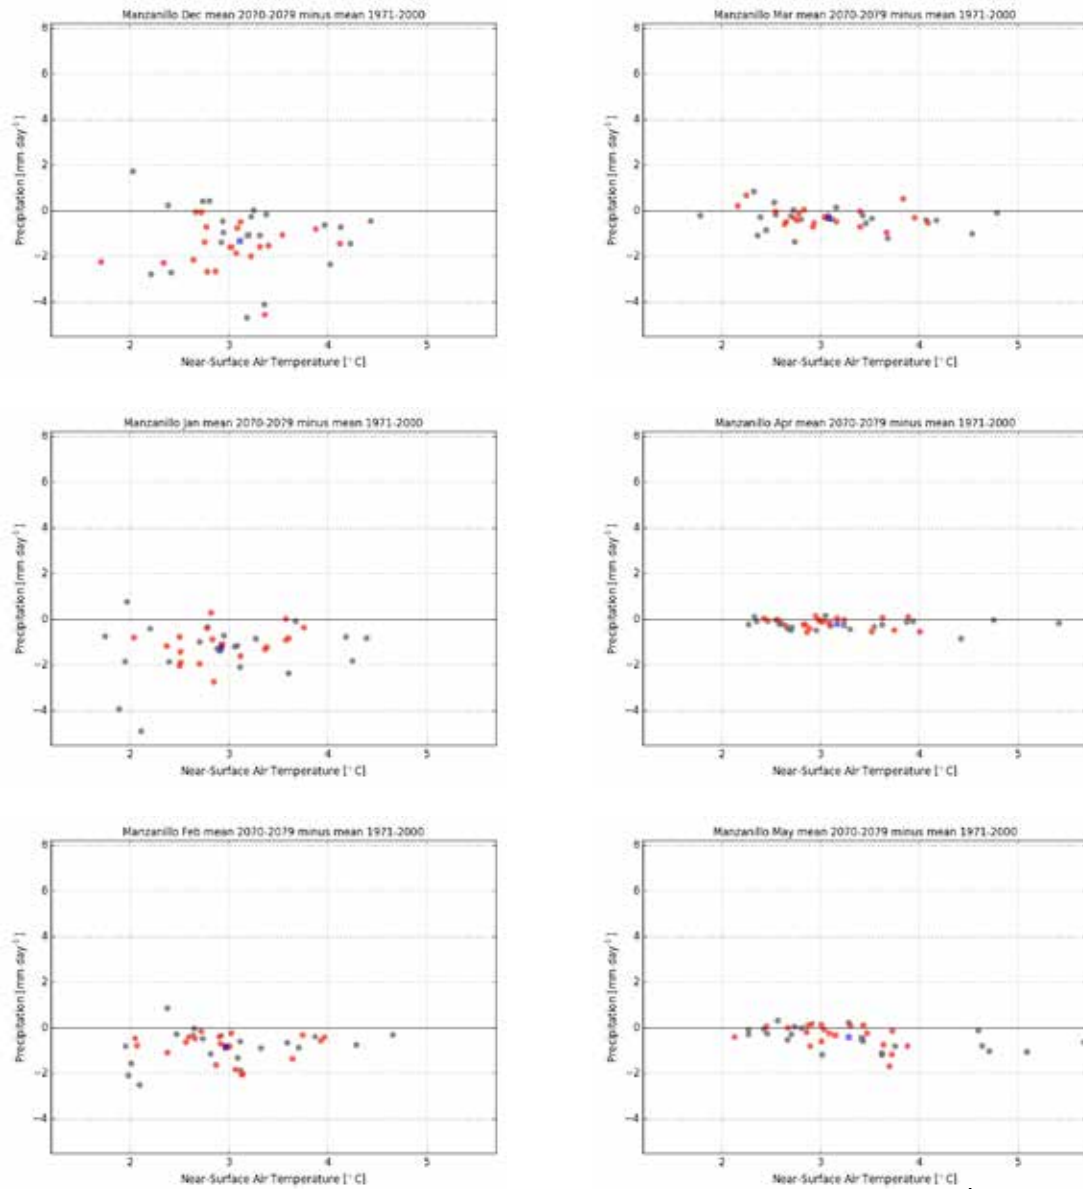 Manzanillo Dec mean 2070-2079 minus mean 1971-2000
8
6
4
2
0
−2
−4
Precipitation [mm day-1]
2 3 4 5
Near-Surface Air Temperature [°C]
Manzanillo Mar mean 2070-2079 minus mean 1971-2000
8
6
4
2
0
−2
−4
Precipitation [mm day-1]
2 3 4 5
Near-Surface Air Temperature [°C]
Manzanillo Jan mean 2070-2079 minus mean 1971-2000
8
6
4
2
0
−2
−4
Precipitation [mm day-1]
2 3 4 5
Near-Surface Air Temperature [°C]
Manzanillo Apr mean 2070-2079 minus mean 1971-2000
8
6
4
2
0
−2
−4
Precipitation [mm day-1]
2 3 4 5
Near-Surface Air Temperature [°C]
Manzanillo Feb mean 2070-2079 minus mean 1971-2000
8
6
4
2
0
−2
−4
Precipitation [mm day-1]
2 3 4 5
Near-Surface Air Temperature [°C]
Manzanillo May mean 2070-2079 minus mean 1971-2000
8
6
4
2
0
−2
−4
Precipitation [mm day-1]
2 3 4 5
Near-Surface Air Temperature [°C]